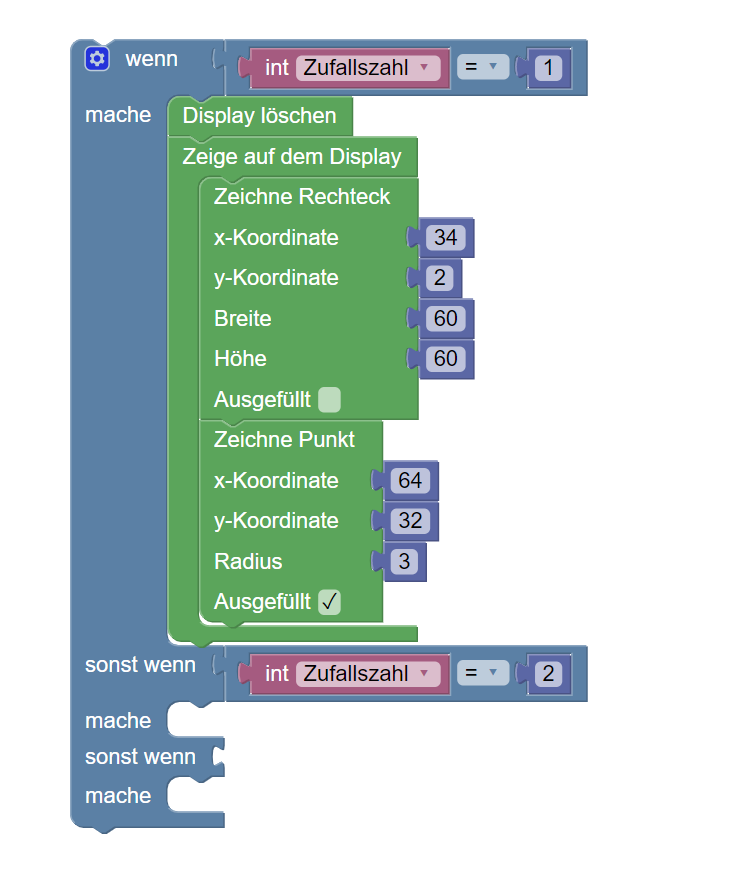 wenn int Zufallszahl = 1
mache Display löschen
Zeige auf dem Display
Zeichne Rechteck
x-Koordinate 34
y-Koordinate 2
Breite 60
Höhe 60
Ausgefüllt
Zeichne Punkt
x-Koordinate 64
y-Koordinate 32
Radius 3
Ausgefüllt ✓
sonst wenn int Zufallszahl = 2
mache
sonst wenn
mache